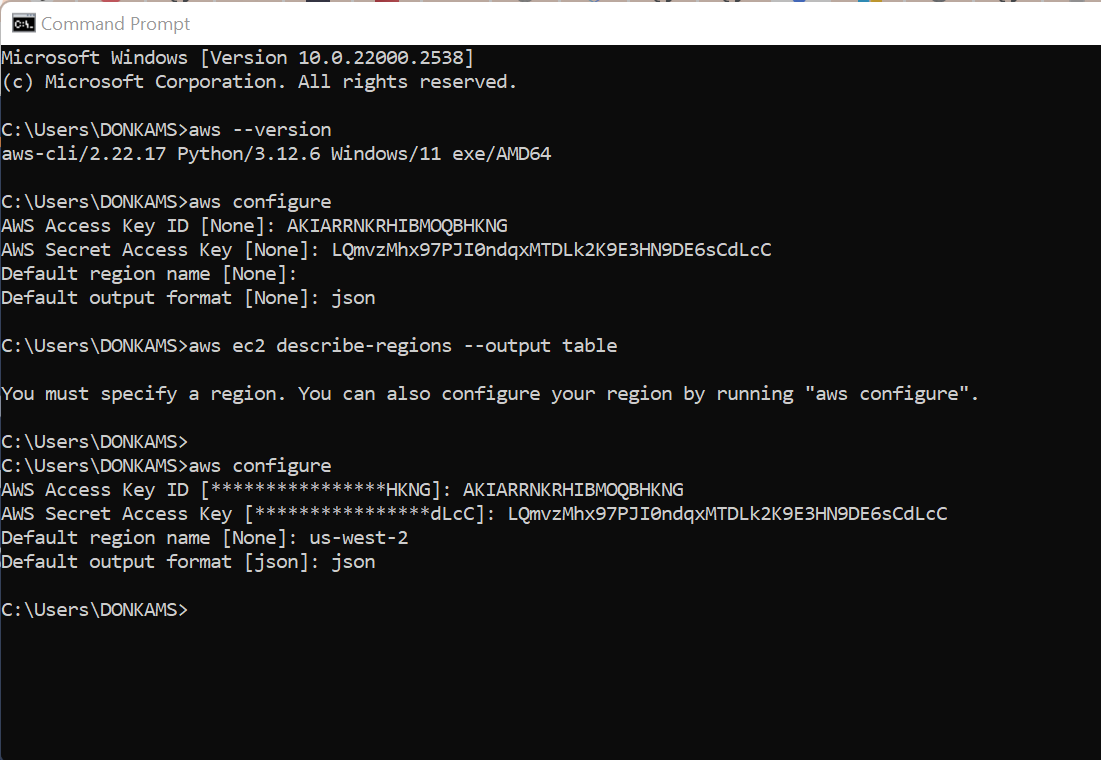 Command Prompt
Microsoft Windows [Version 10.0.22000.2538]
(c) Microsoft Corporation. All rights reserved.
C:\Users\DONKAMS>aws --version
aws-cli/2.22.17 Python/3.12.6 Windows/11 exe/AMD64
C:\Users\DONKAMS>aws configure
AWS Access Key ID [None]: AKIARRNKRHIBMOQBHKNG
AWS Secret Access Key [None]: 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
Default region name [None]:
Default output format [None]: json
C:\Users\DONKAMS>aws ec2 describe-regions --output table
You must specify a region. You can also configure your region by running "aws configure".
C:\Users\DONKAMS>
C:\Users\DONKAMS>aws configure
AWS Access Key ID [****************HKNG]: AKIARRNKRHIBMOQBHKNG
AWS Secret Access Key [****************dLcC]: LQmvzMhx97PJI0ndqxMTDLk2K9E3HN9DE6sCdLcC
Default region name [None]: us-west-2
Default output format [json]: json
C:\Users\DONKAMS>